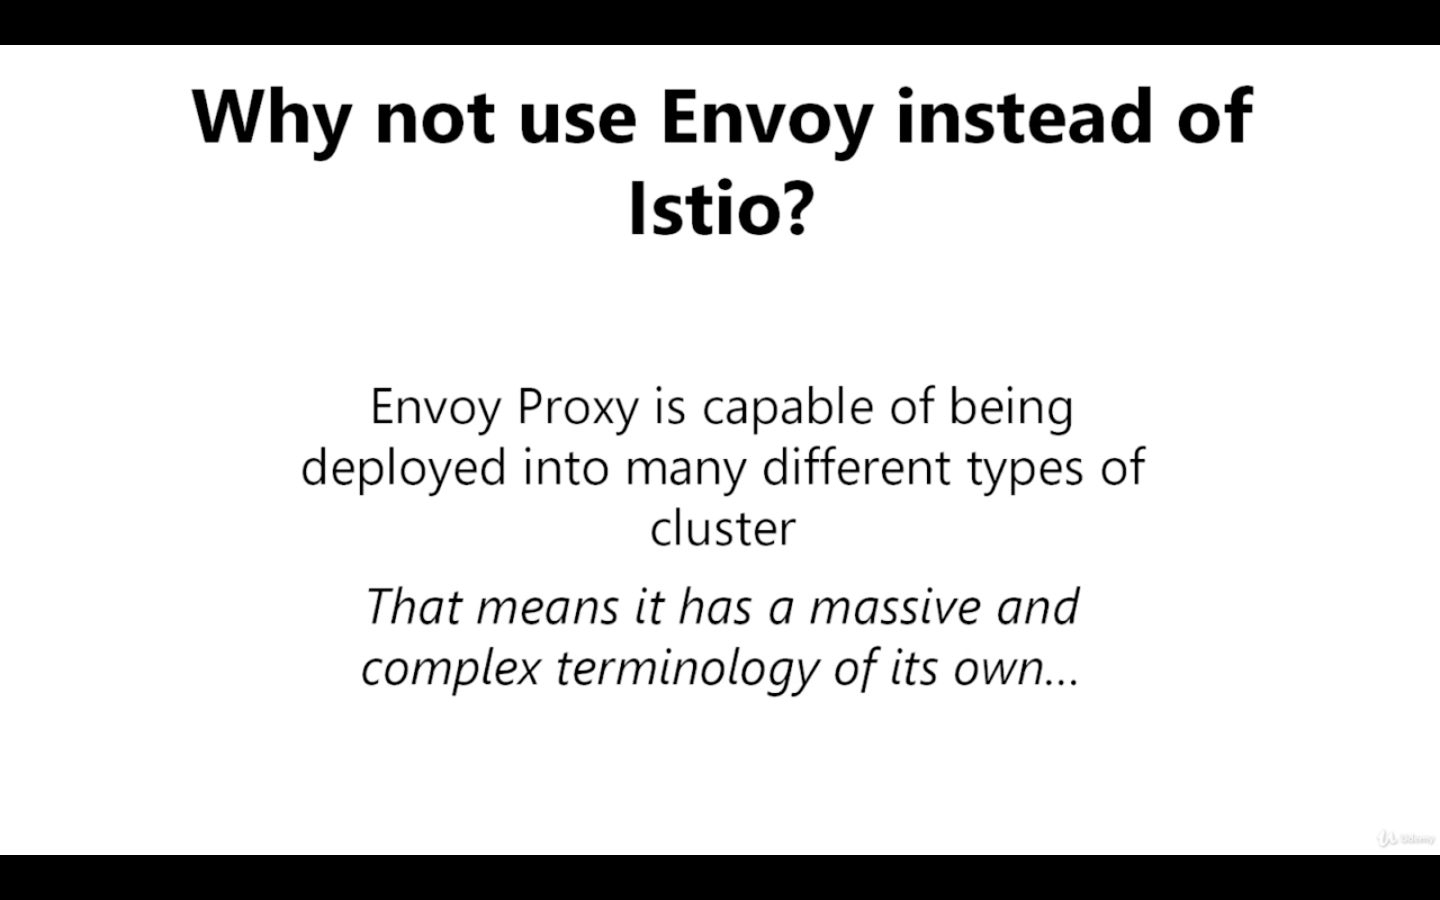 Why not use Envoy instead of
Istio?
Envoy Proxy is capable of being
deployed into many different types of
cluster
That means it has a massive and
complex terminology of its own...
Udemy